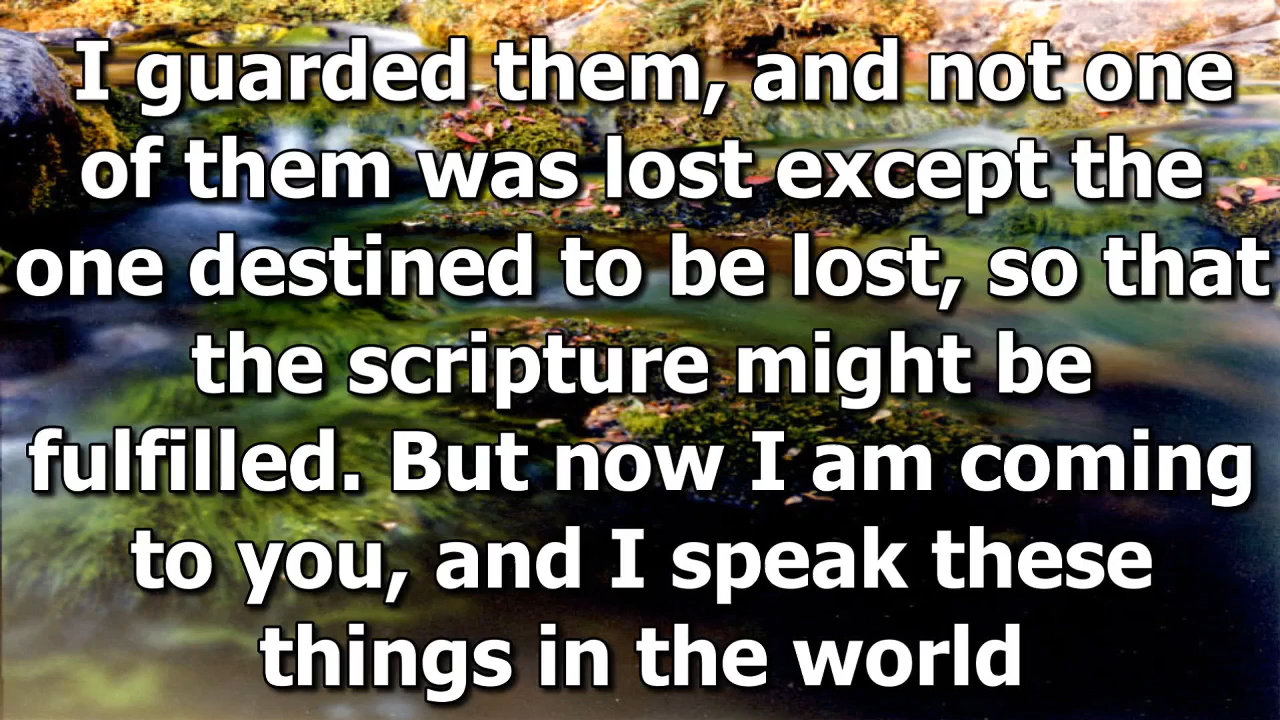 I guarded them, and not one
of them was lost except the
one destined to be lost, so that
the scripture might be
fulfilled. But now I am coming
to you, and I speak these
things in the world